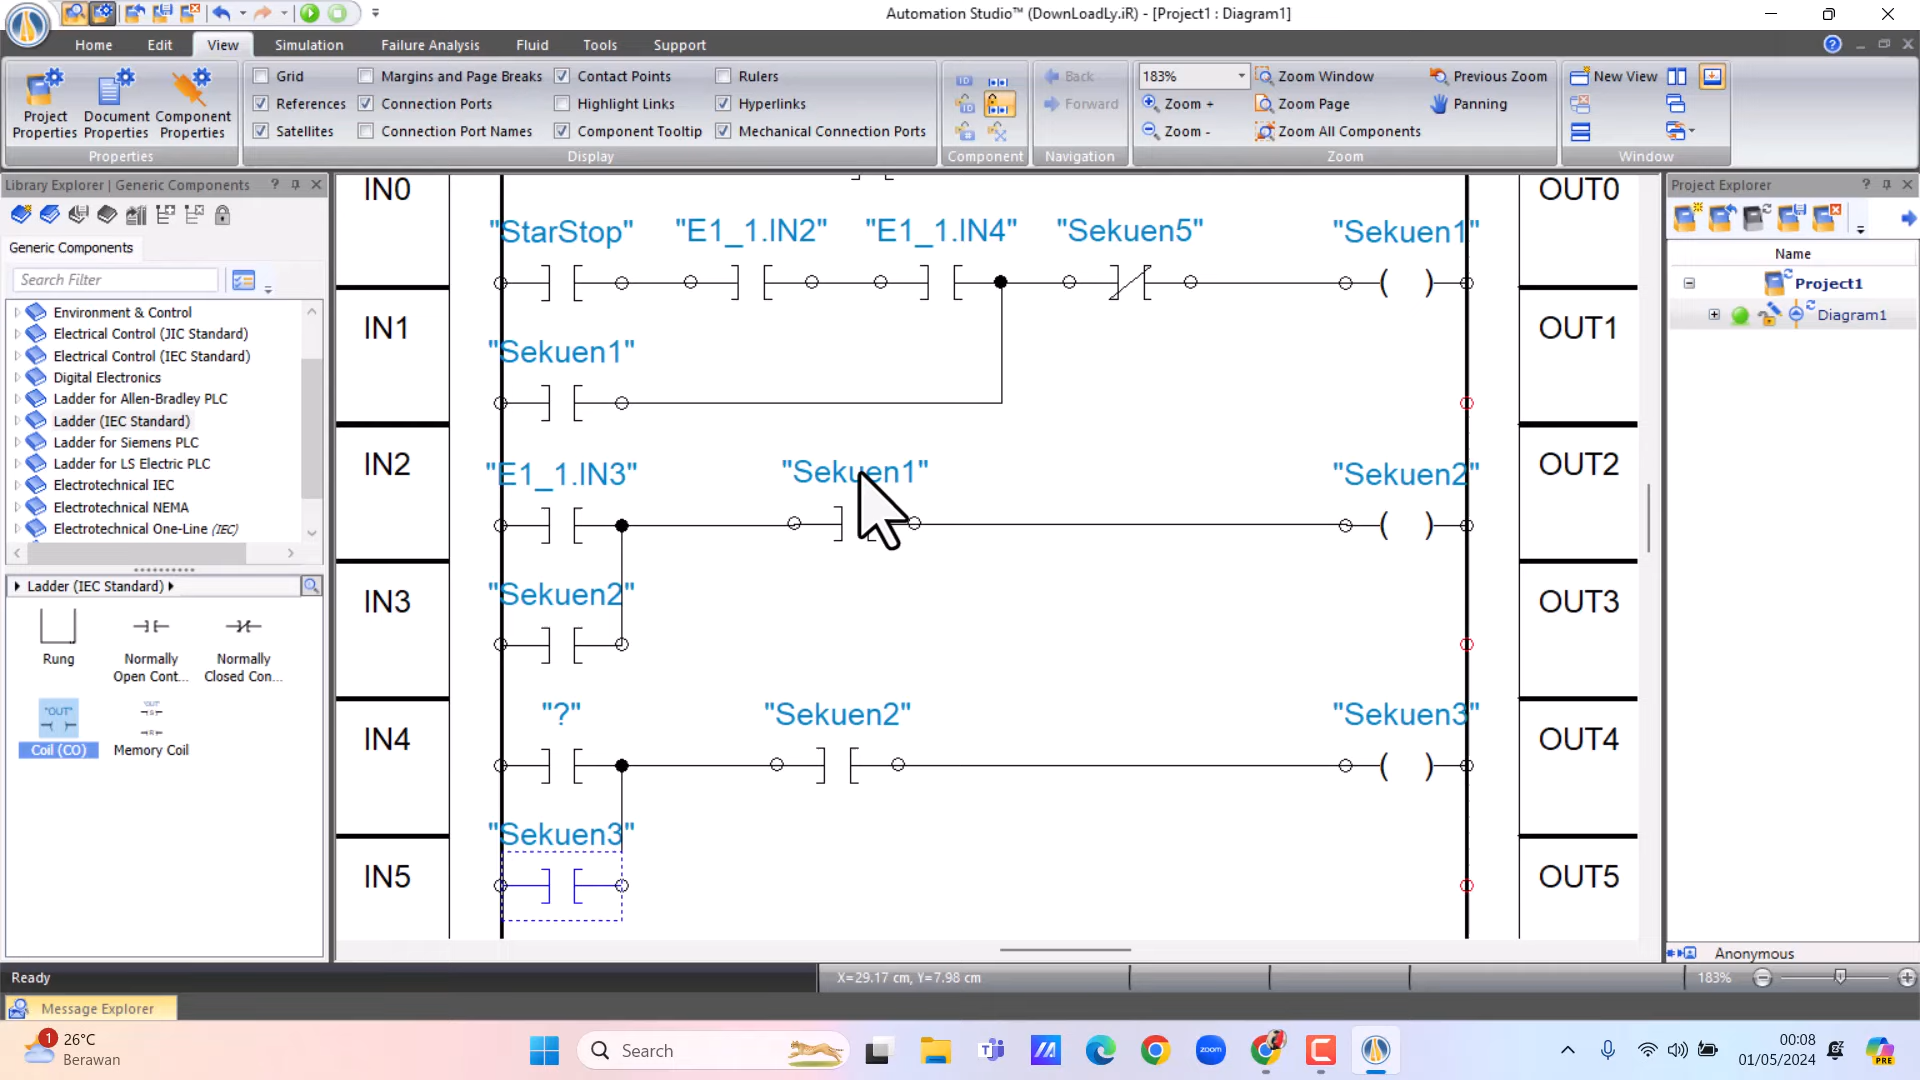 Automation Studio™ (DownLoadLy.iR) - [Project1 : Diagram1]
Home Edit View Simulation Failure Analysis Fluid Tools Support
Project Properties
Document Properties
Component Properties
Properties
Grid
Margins and Page Breaks
Contact Points
Rulers
References
Connection Ports
Highlight Links
Hyperlinks
Satellites
Connection Port Names
Component Tooltip
Mechanical Connection Ports
Display
Component
Back
Forward
Navigation
183%
Zoom Window
Previous Zoom
Zoom +
Zoom Page
Panning
Zoom -
Zoom All Components
Zoom
New View
Window
Library Explorer | Generic Components
Generic Components
Search Filter
Environment & Control
Electrical Control (JIC Standard)
Electrical Control (IEC Standard)
Digital Electronics
Ladder for Allen-Bradley PLC
Ladder (IEC Standard)
Ladder for Siemens PLC
Ladder for LS Electric PLC
Electrotechnical IEC
Electrotechnical NEMA
Electrotechnical One-Line (IEC)
Ladder (IEC Standard)
Rung
Normally Open Cont...
Normally Closed Con...
"OUT"
Coil (CO)
"OUT"
S
R
Memory Coil
IN0
OUT0
"StarStop" "E1_1.IN2" "E1_1.IN4" "Sekuen5" "Sekuen1"
IN1
OUT1
"Sekuen1"
IN2
OUT2
"E1_1.IN3" "Sekuen1" "Sekuen2"
IN3
OUT3
"Sekuen2"
IN4
OUT4
"?" "Sekuen2" "Sekuen3"
IN5
OUT5
"Sekuen3"
Project Explorer
Name
Project1
Diagram1
Anonymous
Ready
X=29.17 cm, Y=7.98 cm
183%
Message Explorer
1
26°C
Berawan
Search
zoom
00:08
01/05/2024
PRE